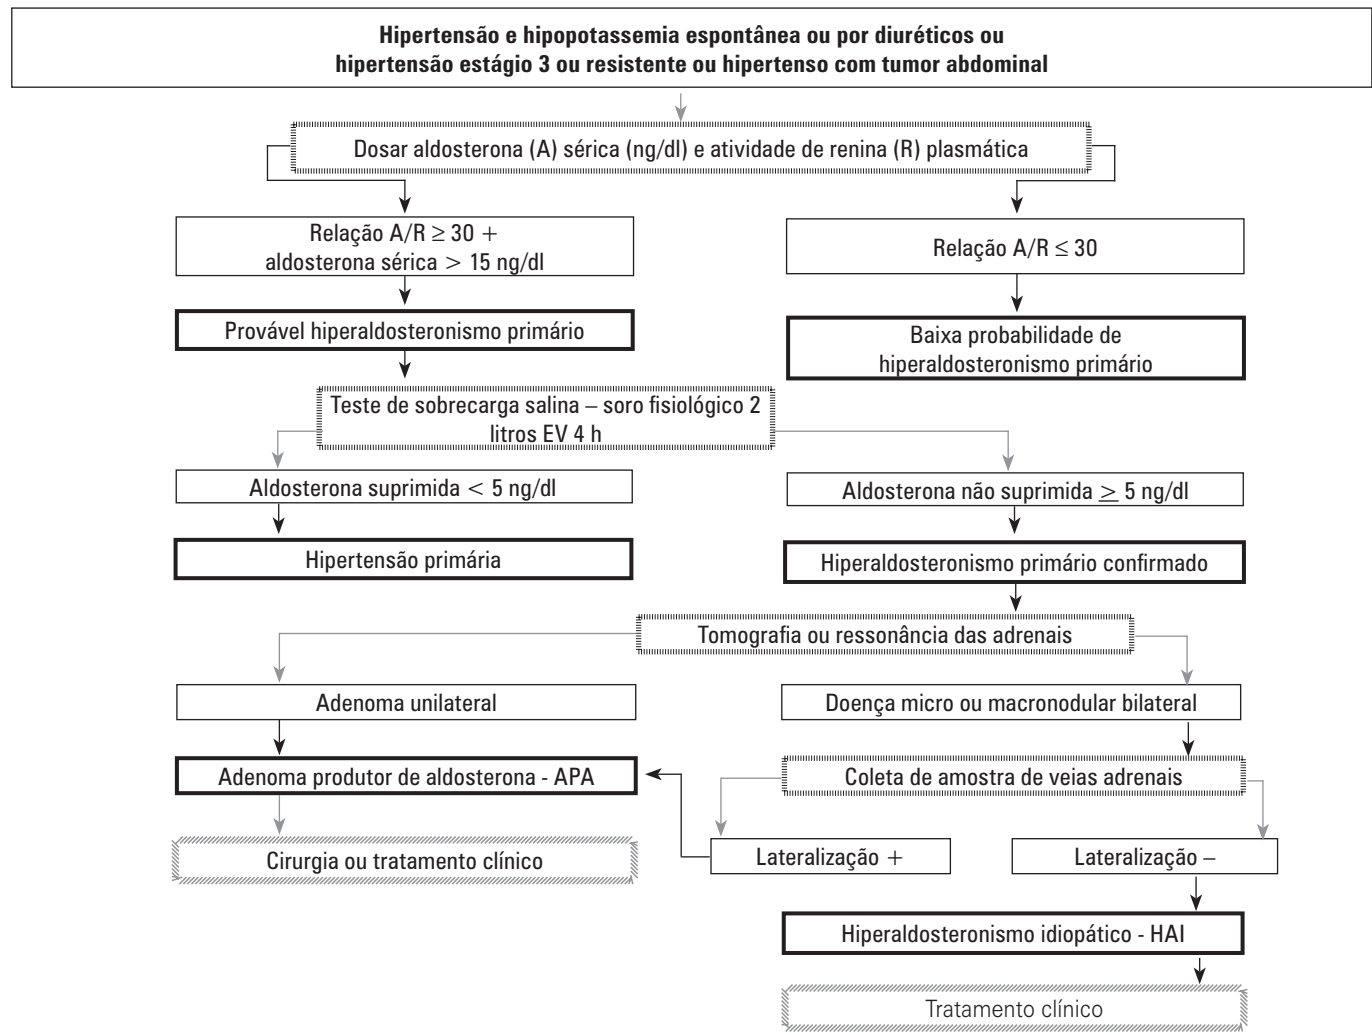 Hipertensão e hipopotassemia espontânea ou por diuréticos ou
hipertensão estágio 3 ou resistente ou hipertenso com tumor abdominal
Dosar aldosterona (A) sérica (ng/dl) e atividade de renina (R) plasmática
Relação A/R ≥ 30 +
aldosterona sérica > 15 ng/dl
Relação A/R ≤ 30
Provável hiperaldosteronismo primário
Baixa probabilidade de
hiperaldosteronismo primário
Teste de sobrecarga salina – soro fisiológico 2
litros EV 4 h
Aldosterona suprimida < 5 ng/dl
Aldosterona não suprimida ≥ 5 ng/dl
Hipertensão primária
Hiperaldosteronismo primário confirmado
Tomografia ou ressonância das adrenais
Adenoma unilateral
Doença micro ou macronodular bilateral
Adenoma produtor de aldosterona - APA
Coleta de amostra de veias adrenais
Cirurgia ou tratamento clínico
Lateralização +
Lateralização –
Hiperaldosteronismo idiopático - HAI
Tratamento clínico